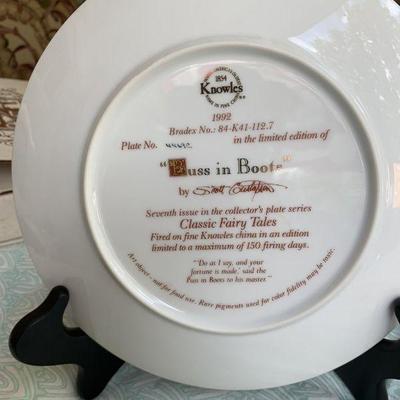 1854
Knowles
1992
Bradex No.: 84-K41-112.7
Plate No. in the limited edition of
"Puss in Boots"
by Scott Gustafson
Seventh issue in the collector's plate series
Classic Fairy Tales
Fired on fine Knowles china in an edition
limited to a maximum of 150 firing days.
"Do as I say, and your
fortune is made,' said the
Puss in Boots to his master."
Art object - not for food use. Rare pigments used for color fidelity may be toxic.